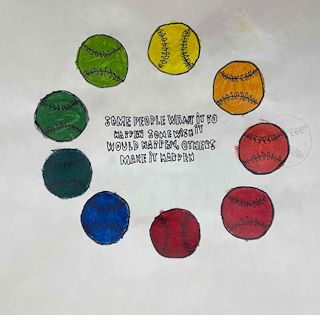 SOME PEOPLE WANT IT TO
HAPPEN SOME WISH IT
WOULD HAPPEN, OTHERS
MAKE IT HAPPEN